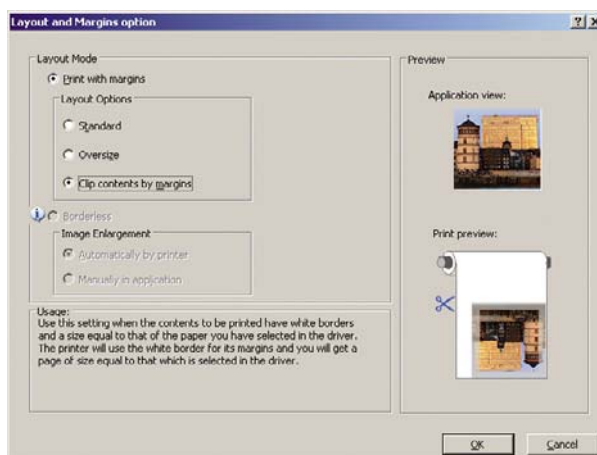 Layout and Margins option
Layout Mode
Print with margins
Layout Options
Standard
Oversize
Clip contents by margins
Borderless
Image Enlargement
Automatically by printer
Manually in application
Usage:
Use this setting when the contents to be printed have white borders
and a size equal to that of the paper you have selected in the driver.
The printer will use the white border for its margins and you will get a
page of size equal to that which is selected in the driver.
Preview
Application view:
Print preview:
OK
Cancel